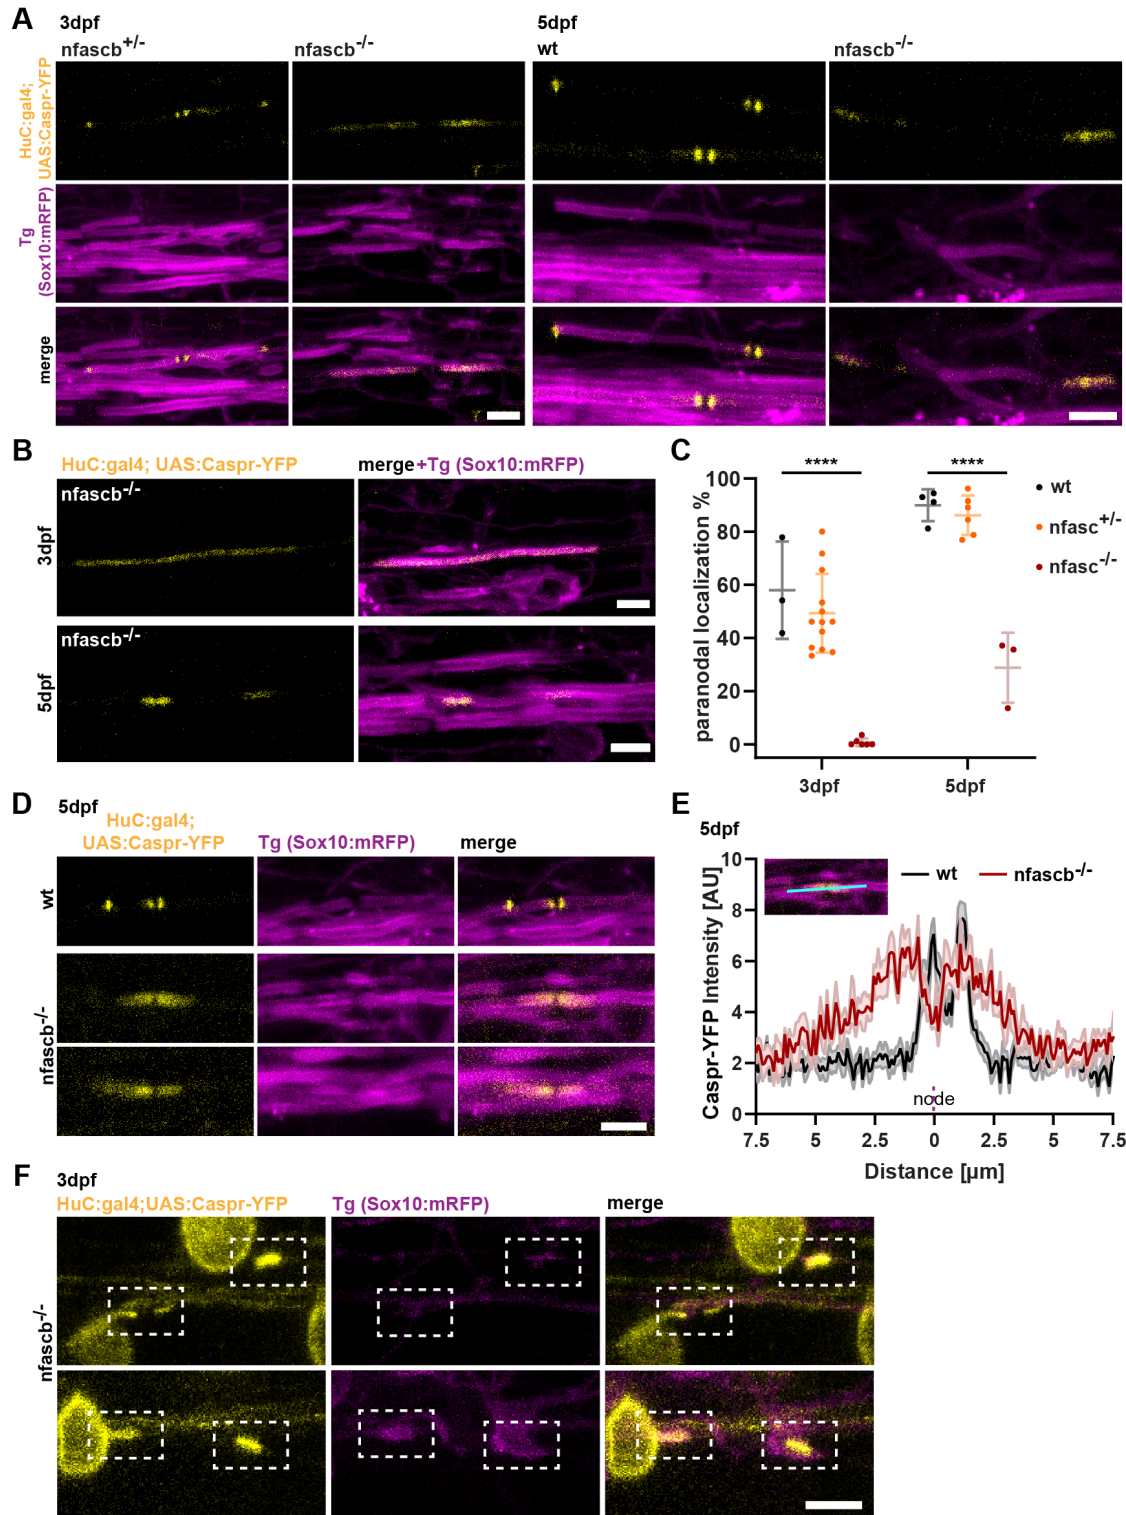 A
3dpf
5dpf
nfascb+/-
nfascb-/-
wt
nfascb-/-
HuC:gal4;
UAS:Caspr-YFP
Tg
(Sox10:mRFP)
merge
B
HuC:gal4; UAS:Caspr-YFP
merge+Tg (Sox10:mRFP)
3dpf
nfascb-/-
5dpf
nfascb-/-
C
paranodal localization %
100
80
60
40
20
0
****
****
3dpf
5dpf
wt
nfasc+/-
nfasc-/-
D
5dpf
HuC:gal4;
UAS:Caspr-YFP
Tg (Sox10:mRFP)
merge
wt
nfascb-/-
E
5dpf
Caspr-YFP Intensity [AU]
10
8
6
4
2
0
wt
nfascb-/-
node
7.5
5
2.5
0
2.5
5
7.5
Distance [µm]
F
3dpf
HuC:gal4;UAS:Caspr-YFP
Tg (Sox10:mRFP)
merge
nfascb-/-